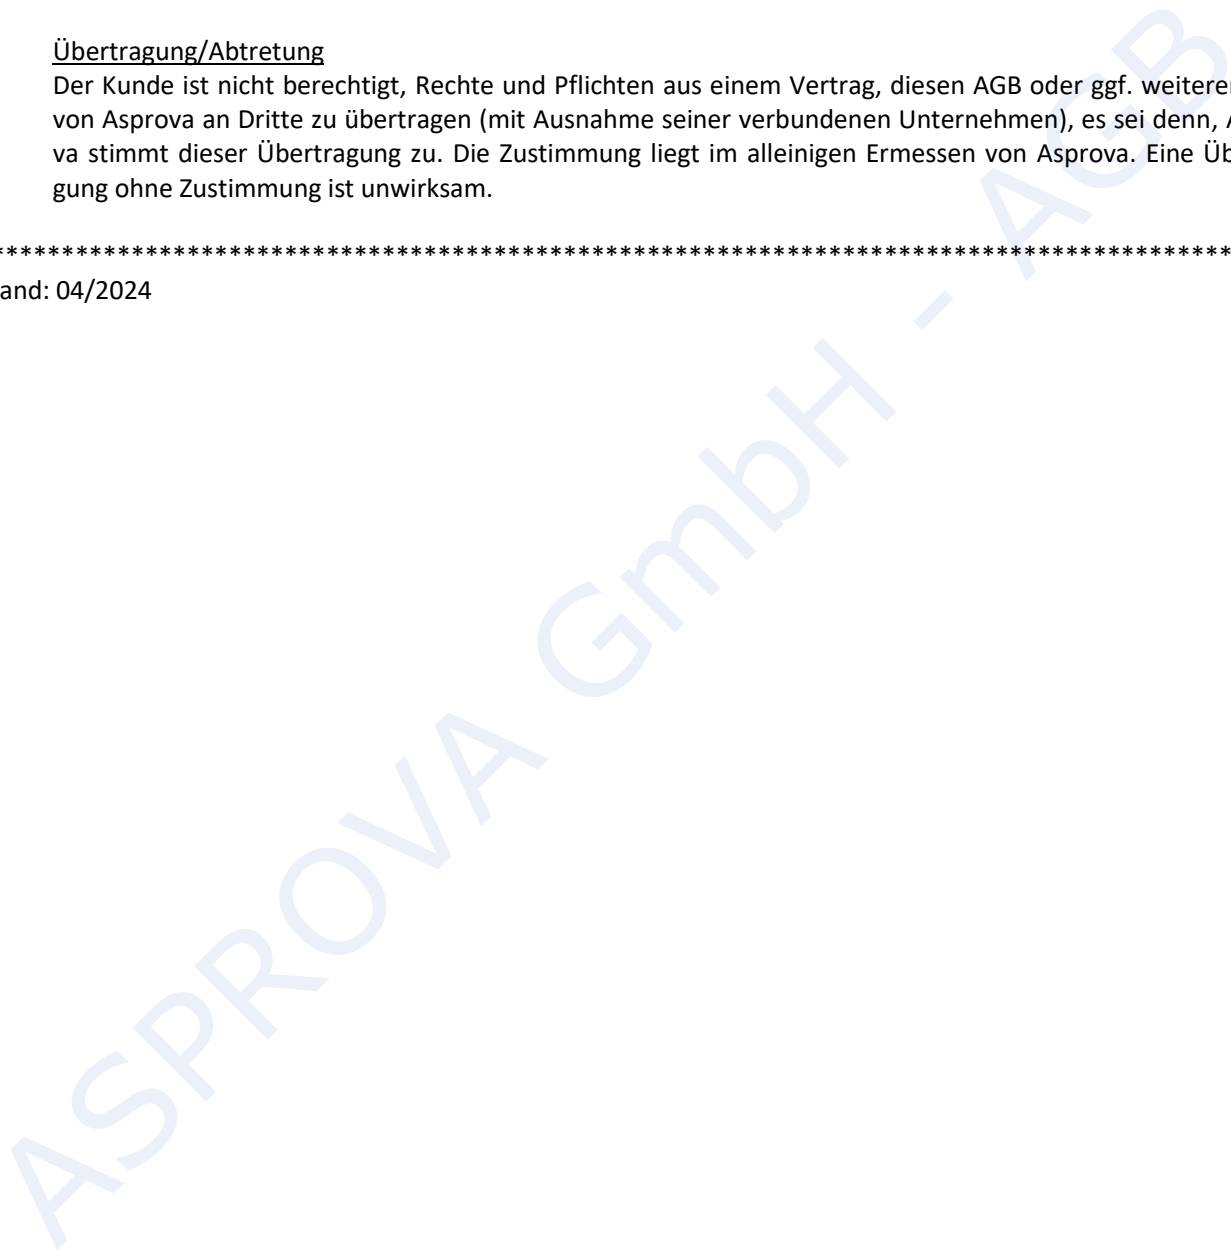 Übertragung/Abtretung
Der Kunde ist nicht berechtigt, Rechte und Pflichten aus einem Vertrag, diesen AGB oder ggf. weiteren
von Asprova an Dritte zu übertragen (mit Ausnahme seiner verbundenen Unternehmen), es sei denn, A
va stimmt dieser Übertragung zu. Die Zustimmung liegt im alleinigen Ermessen von Asprova. Eine Üb
gung ohne Zustimmung ist unwirksam.
****************************************************************************************
and: 04/2024
ASPROVA GmbH - AGB